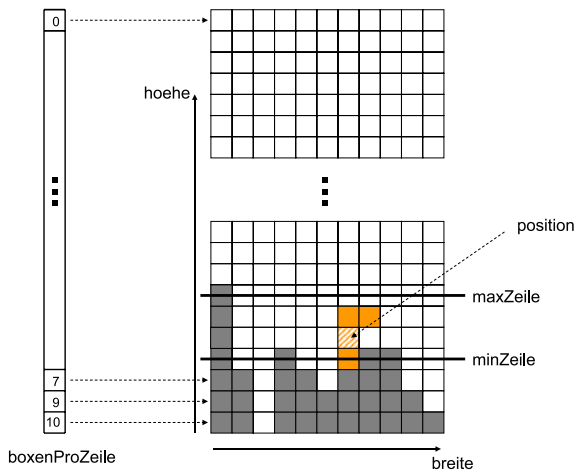 0
hoehe
position
maxZeile
minZeile
7
9
10
boxenProZeile
breite